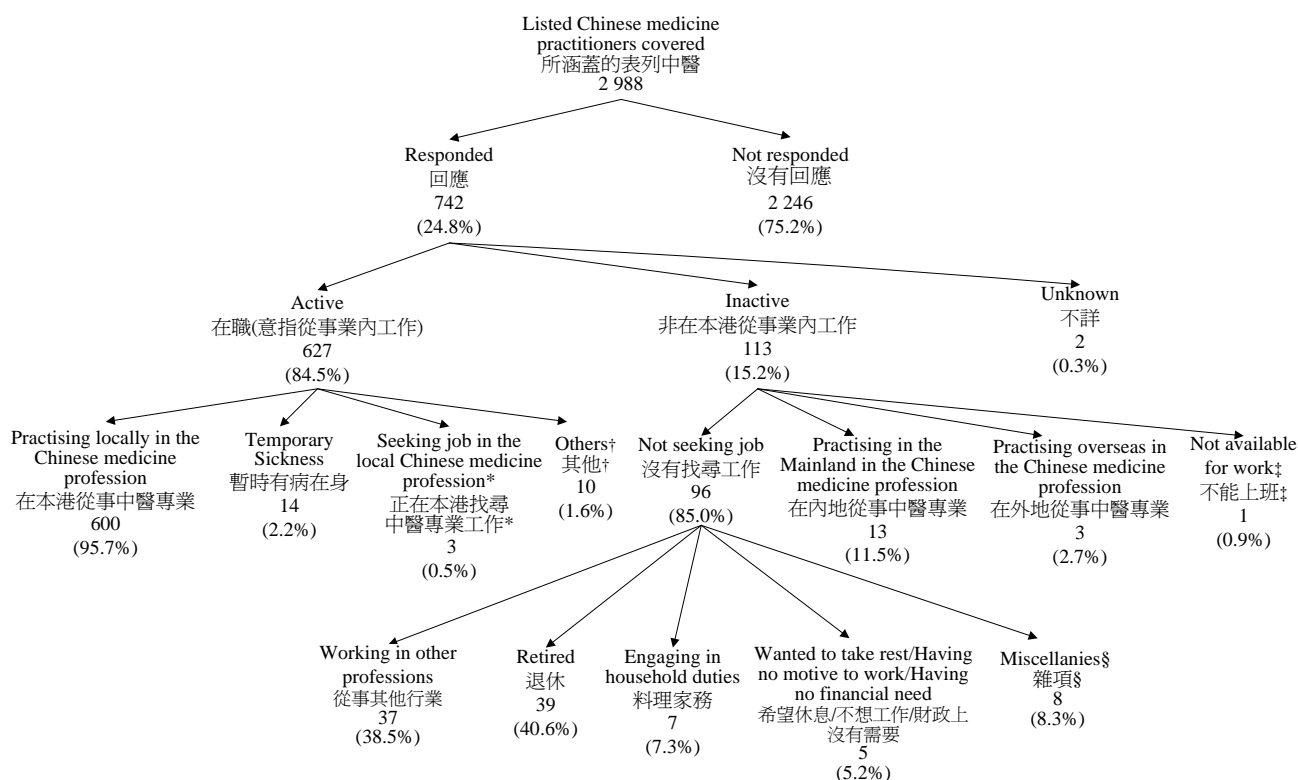 Listed Chinese medicine
practitioners covered
所涵蓋的表列中醫
2 988
Responded
回應
742
(24.8%)
Not responded
沒有回應
2 246
(75.2%)
Active
在職(意指從事業內工作)
627
(84.5%)
Inactive
非在本港從事業內工作
113
(15.2%)
Unknown
不詳
2
(0.3%)
Practising locally in the
Chinese medicine
profession
在本港從事中醫專業
600
(95.7%)
Temporary
Sickness
暫時有病在身
14
(2.2%)
Seeking job in the
local Chinese medicine
profession*
正在本港找尋
中醫專業工作*
3
(0.5%)
Others†
其他†
10
(1.6%)
Not seeking job
沒有找尋工作
96
(85.0%)
Practising in the
Mainland in the Chinese
medicine profession
在內地從事中醫專業
13
(11.5%)
Practising overseas in
the Chinese medicine
profession
在外地從事中醫專業
3
(2.7%)
Not available
for work‡
不能上班‡
1
(0.9%)
Working in other
professions
從事其他行業
37
(38.5%)
Retired
退休
39
(40.6%)
Engaging in
household duties
料理家務
7
(7.3%)
Wanted to take rest/Having
no motive to work/Having
no financial need
希望休息/不想工作/財政上
沒有需要
5
(5.2%)
Miscellanies§
雜項§
8
(8.3%)